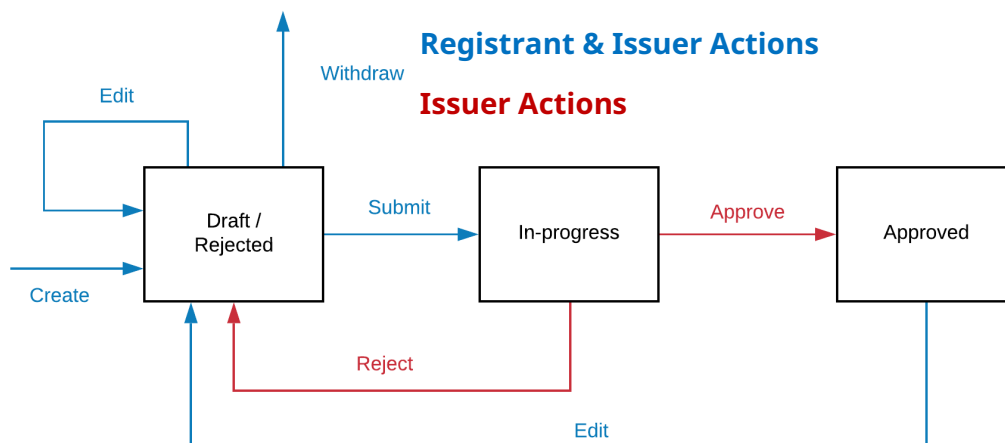 Registrant & Issuer Actions
Withdraw
Edit
Issuer Actions
Submit
Approve
Draft /
Rejected
In-progress
Approved
Create
Reject
Edit